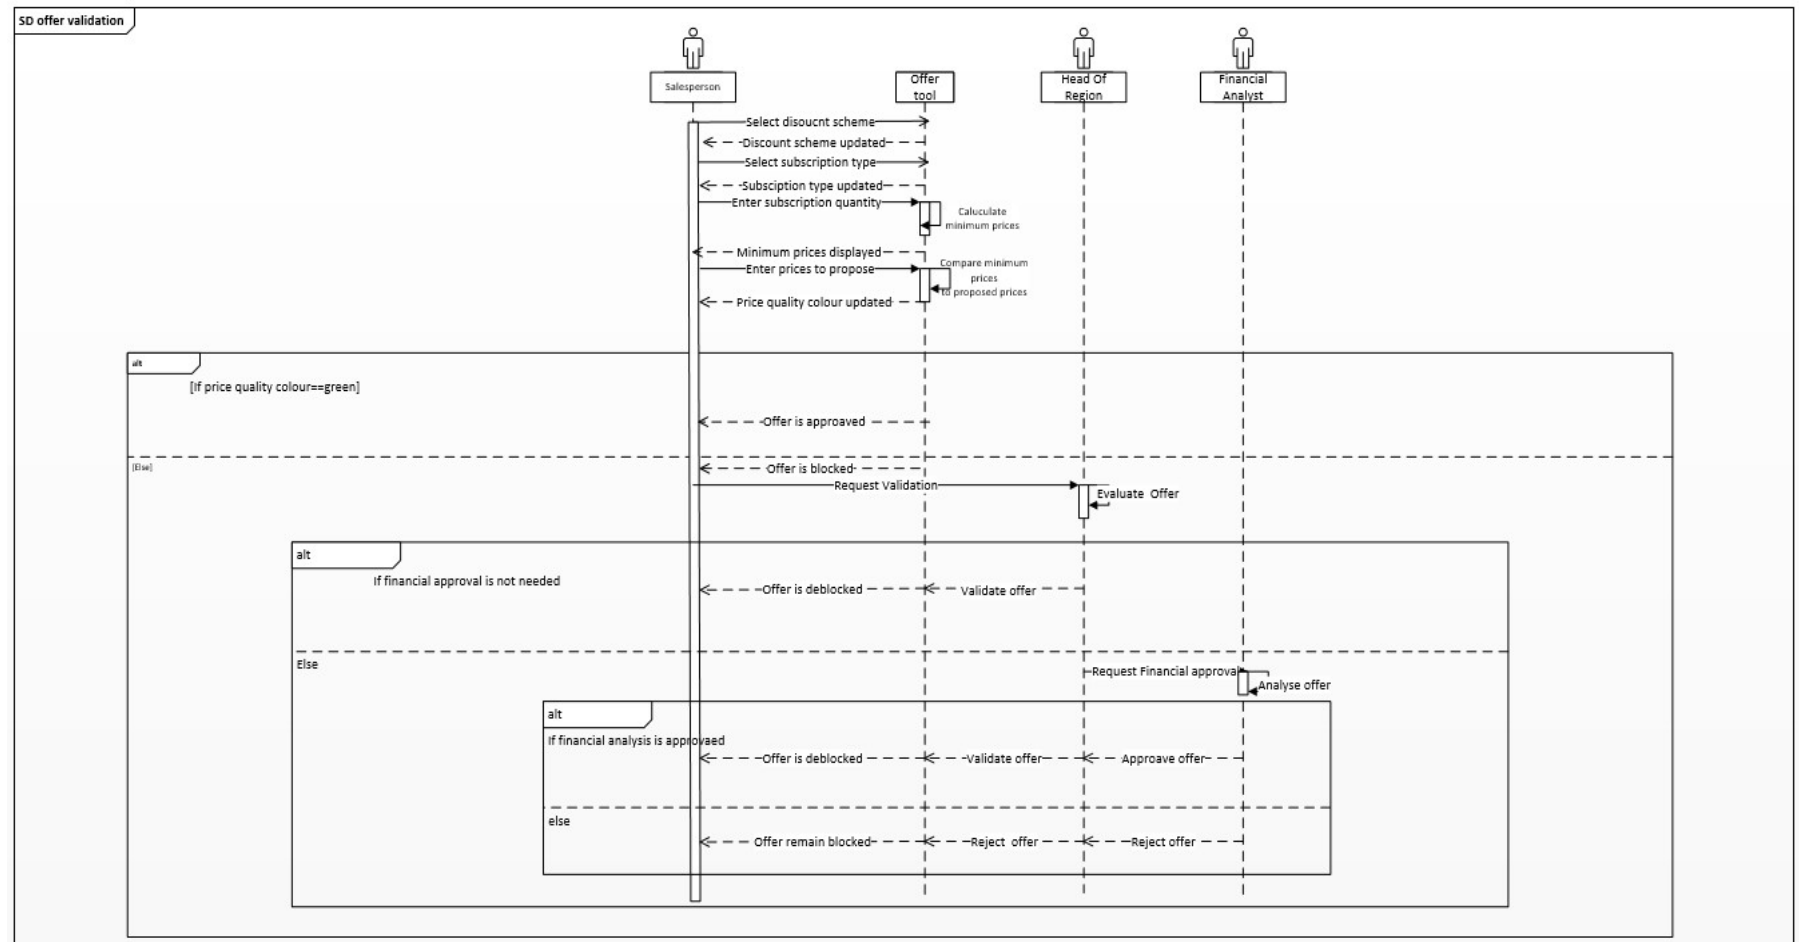 SD offer validation
Salesperson
Offer
tool
Head Of
Region
Financial
Analyst
Select disoucnt scheme
Discount scheme updated
Select subscription type
Subsciption type updated
Enter subscription quantity
Caluculate
minimum prices
Minimum prices displayed
Enter prices to propose
Compare minimum
prices
to proposed prices
Price quality colour updated
alt
[If price quality colour==green]
Offer is approaved
[Else]
Offer is blocked
Request Validation
Evaluate Offer
alt
If financial approval is not needed
Offer is deblocked
Validate offer
Else
Request Financial approval
Analyse offer
alt
If financial analysis is approvaed
Offer is deblocked
Validate offer
Approave offer
else
Offer remain blocked
Reject offer
Reject offer